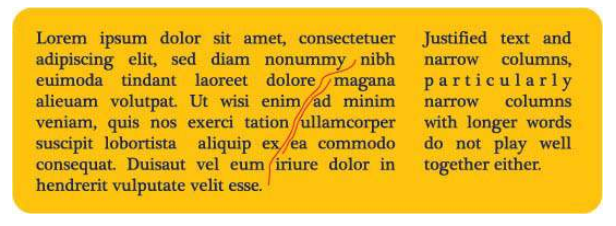 Lorem ipsum dolor sit amet, consectetuer
adipiscing elit, sed diam nonummy nibh
euimoda tindant laoreet dolore magana
alieuam volutpat. Ut wisi enim ad minim
veniam, quis nos exerci tation ullamcorper
suscipit lobortista aliquip ex ea commodo
consequat. Duisaut vel eum iriure dolor in
hendrerit vulputate velit esse.
Justified text and
narrow columns,
particularly
narrow columns
with longer words
do not play well
together either.